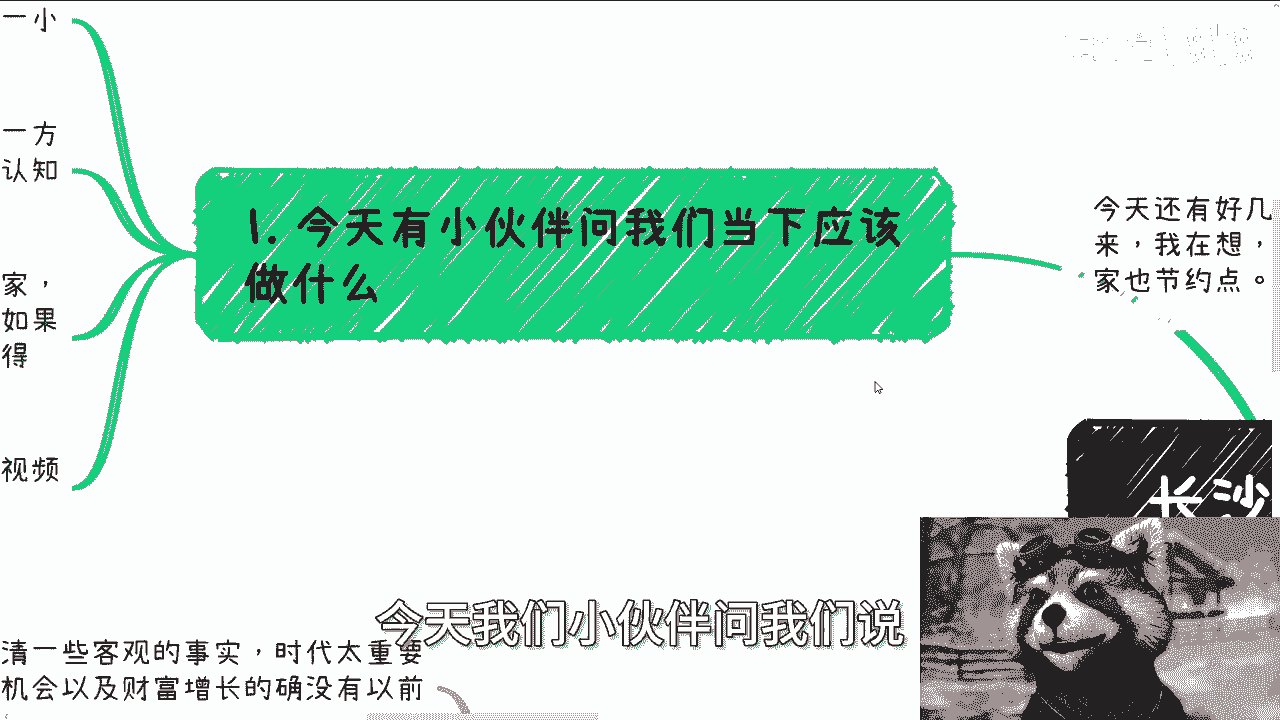 一小
一方
认知
家，
如果
得
视频
1. 今天有小伙伴问我们当下应该
做什么
今天还有好几
来，我在想，
家也节约点。
长沙
今天我们小伙伴问我们说
清一些客观的事实，时代太重要
机会以及财富增长的确没有以前